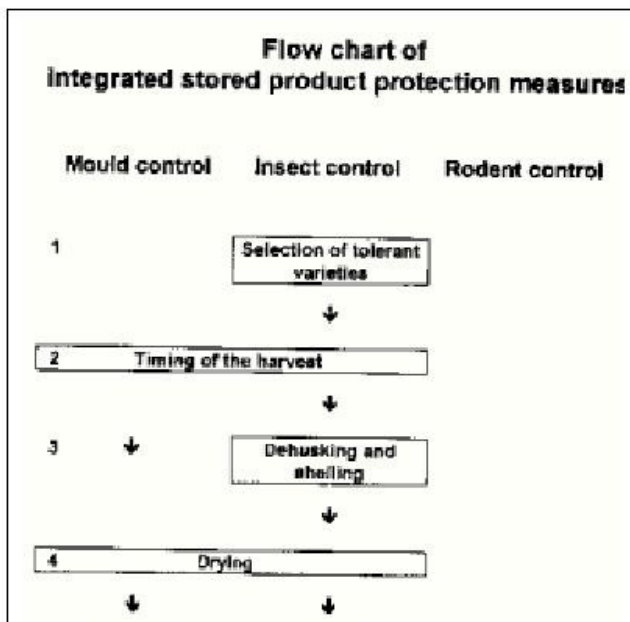 Flow chart of
integrated stored product protection measures
Mould control Insect control Rodent control
1 Selection of tolerant
varieties
2 Timing of the harvest
3 Dehusking and
shelling
4 Drying